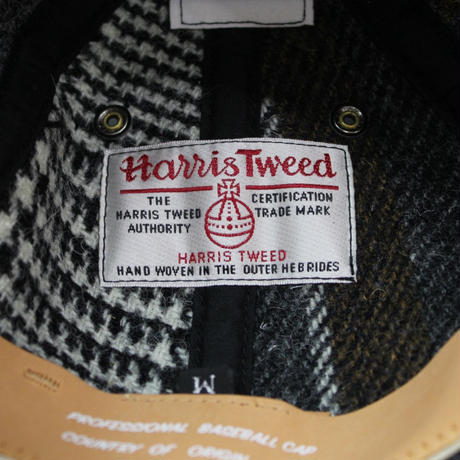 Harris Tweed
THE HARRIS TWEED AUTHORITY
CERTIFICATION TRADE MARK
HARRIS TWEED
HAND WOVEN IN THE OUTER HEBRIDES
M
PROFESSIONAL BASEBALL CAP
COUNTRY OF ORIGIN